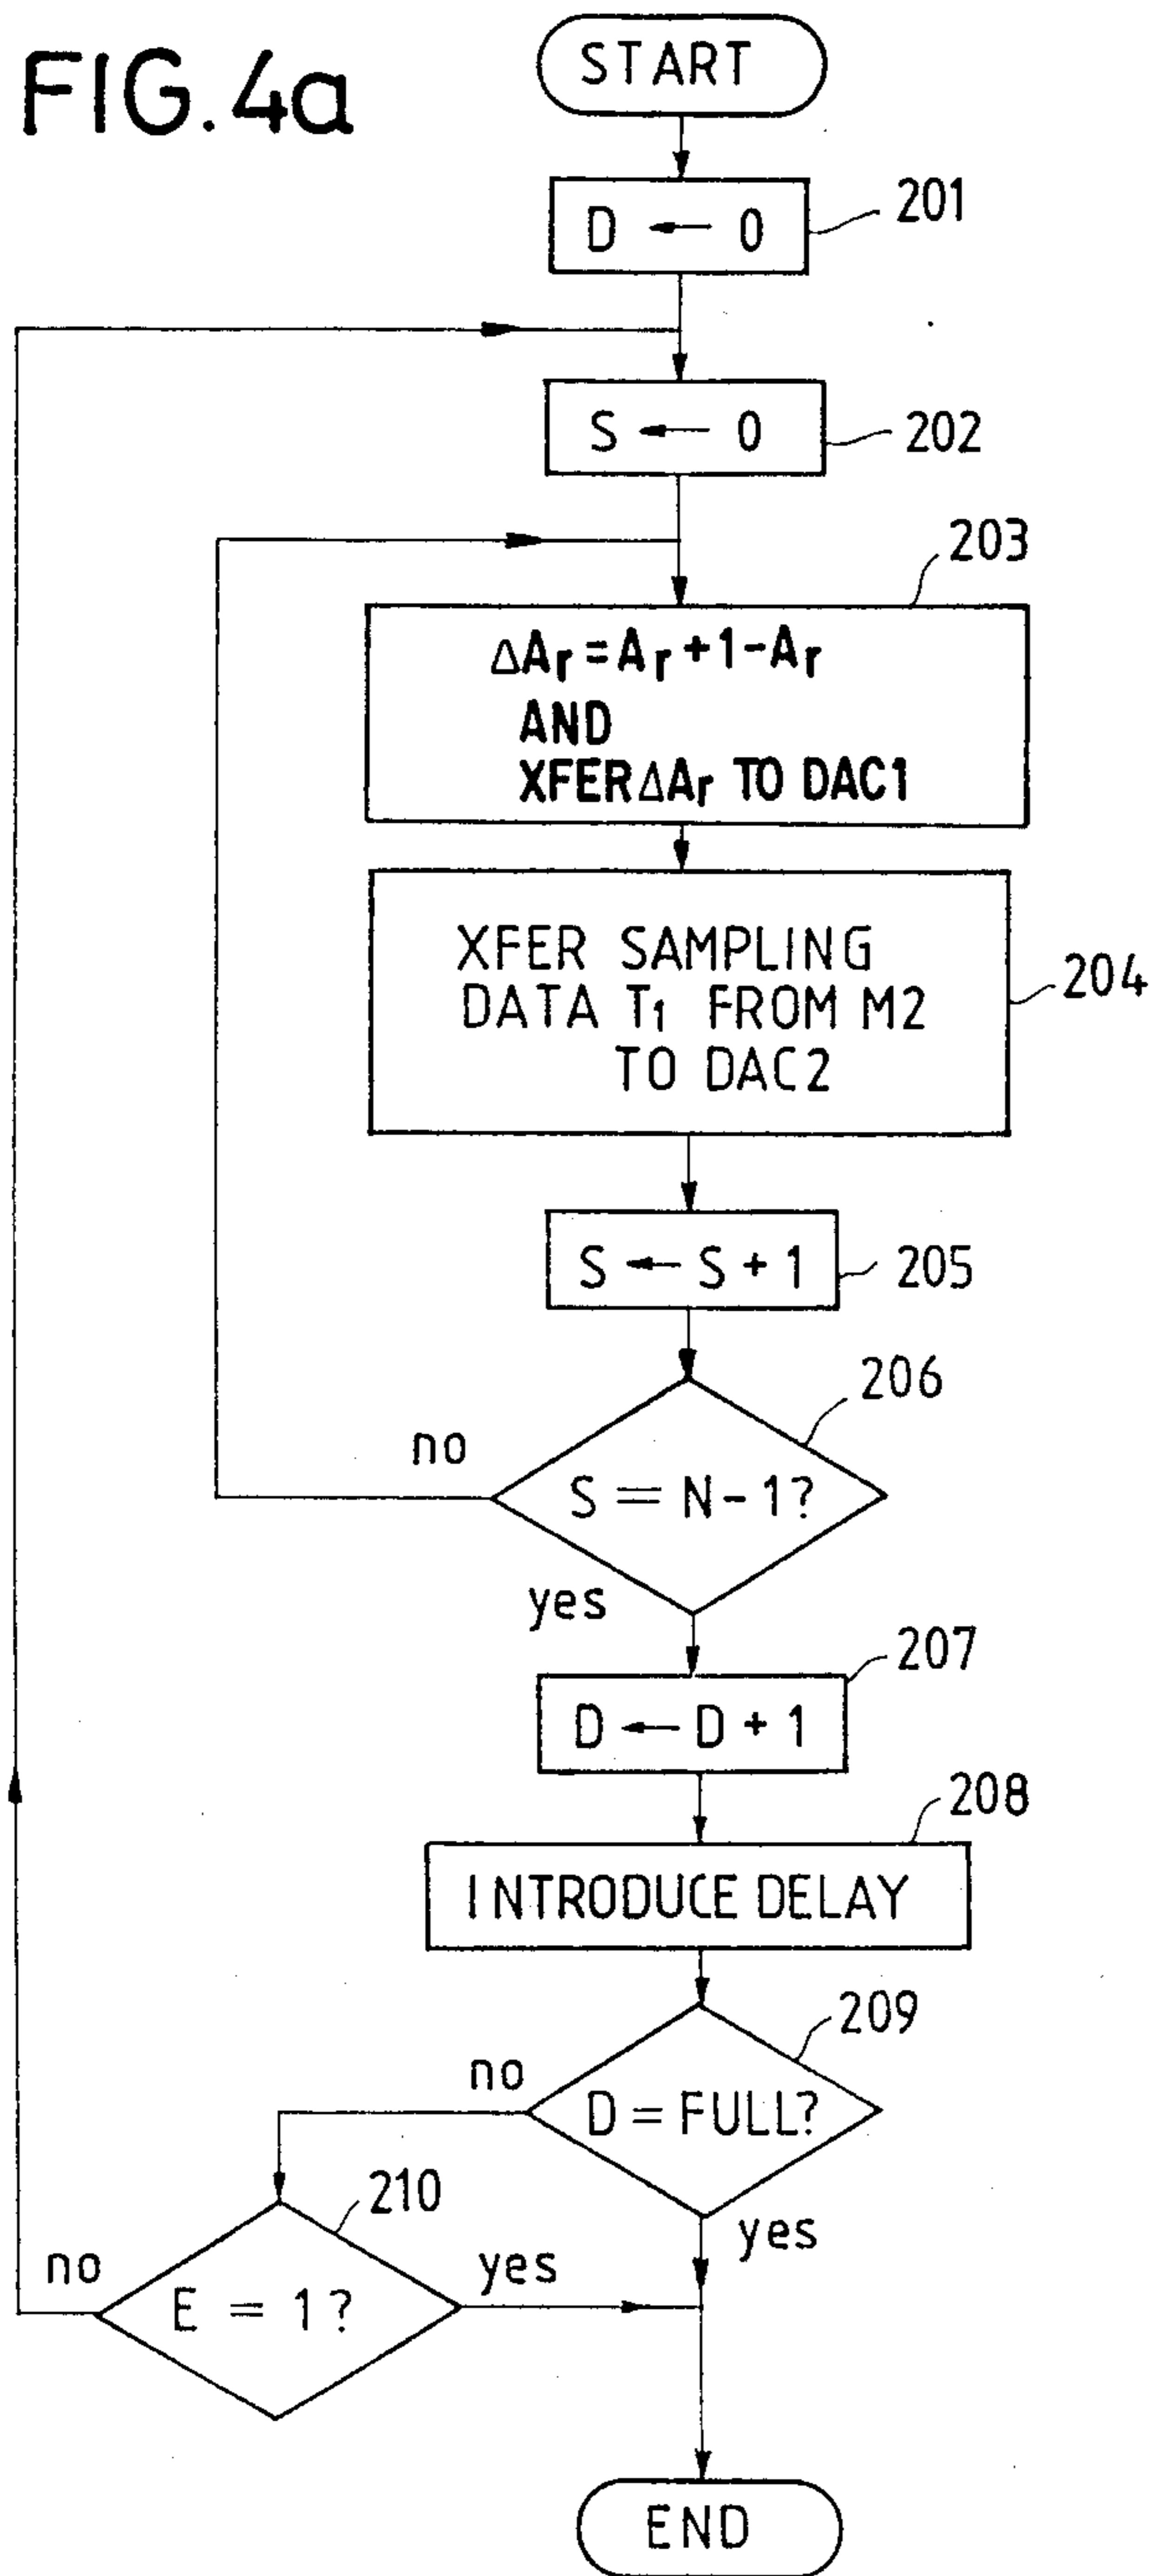 FIG. 4a
START
D ← 0
201
S ← 0
202
203
ΔAr = Ar + 1 - Ar
AND
XFER ΔAr TO DAC1
XFER SAMPLING
DATA T1 FROM M2
TO DAC2
204
S ← S + 1
205
206
no
S = N - 1?
yes
207
D ← D + 1
208
INTRODUCE DELAY
209
no
D = FULL?
210
yes
no
yes
E = 1?
END